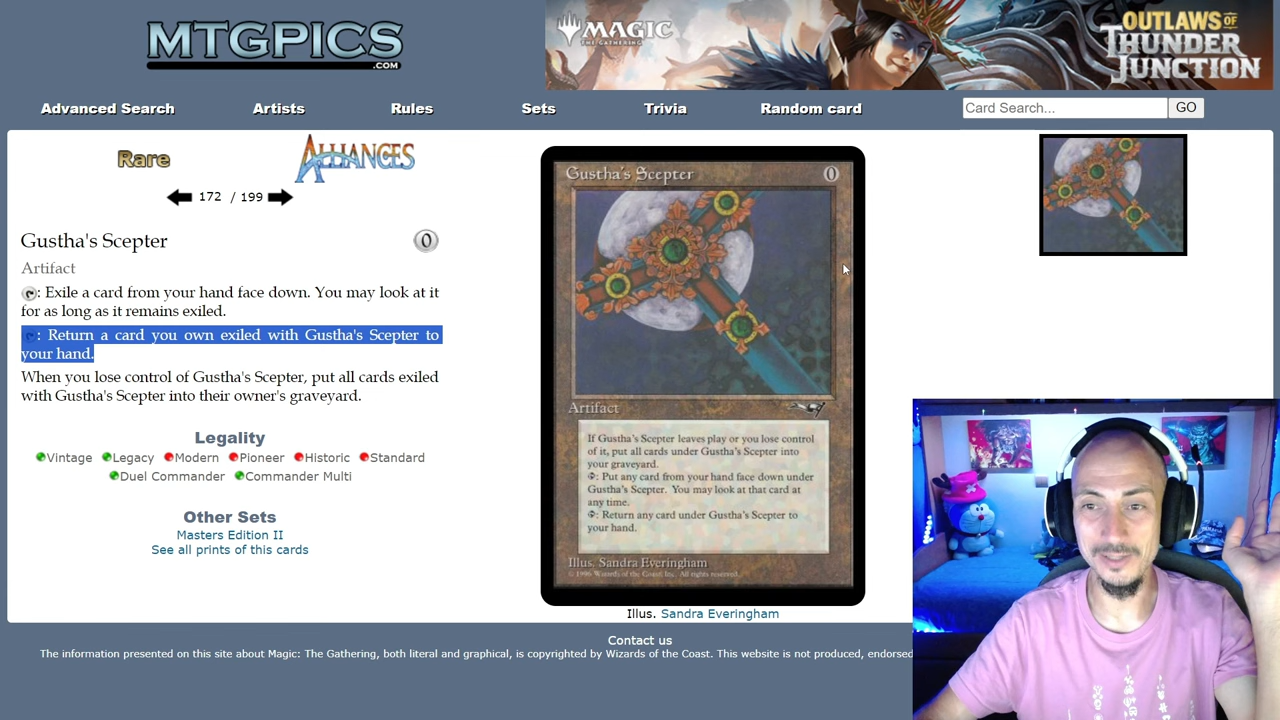 MTGPICS
.COM
MAGIC
THE GATHERING
OUTLAWS OF
THUNDER
JUNCTION
Advanced Search
Artists
Rules
Sets
Trivia
Random card
Card Search...
GO
Rare
ALLIANCES
172 / 199
Gustha's Scepter
0
Artifact
: Exile a card from your hand face down. You may look at it
for as long as it remains exiled.
: Return a card you own exiled with Gustha's Scepter to
your hand.
When you lose control of Gustha's Scepter, put all cards exiled
with Gustha's Scepter into their owner's graveyard.
Legality
Vintage Legacy Modern Pioneer Historic Standard
Duel Commander Commander Multi
Other Sets
Masters Edition II
See all prints of this cards
Gustha's Scepter
0
Artifact
If Gustha's Scepter leaves play or you lose control
of it, put all cards under Gustha's Scepter into
your graveyard.
: Put any card from your hand face down under
Gustha's Scepter. You may look at that card at
any time.
: Return any card under Gustha's Scepter to
your hand.
Illus. Sandra Everingham
© 1996 Wizards of the Coast, Inc. All rights reserved.
Illus. Sandra Everingham
Contact us
The information presented on this site about Magic: The Gathering, both literal and graphical, is copyrighted by Wizards of the Coast. This website is not produced, endorsed